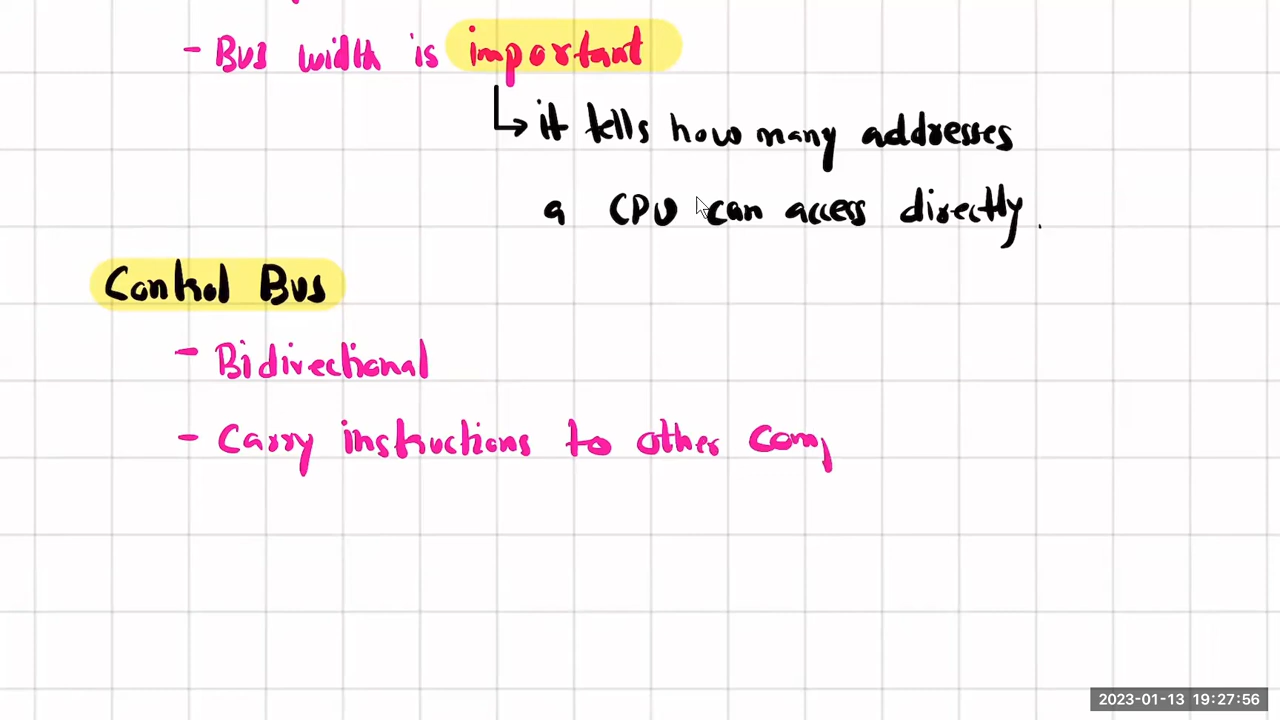 - Bus width is important
↳ it tells how many addresses
a CPU can access directly.
Control Bus
- Bidirectional
- Carry instructions to other comp
2023-01-13 19:27:56